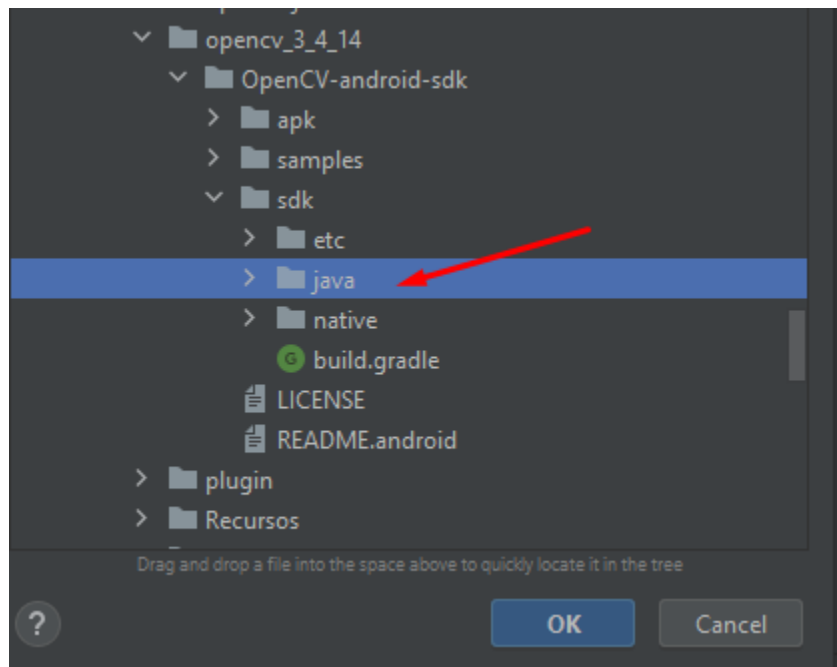 opencv_3_4_14
OpenCV-android-sdk
apk
samples
sdk
etc
java
native
G build.gradle
LICENSE
README.android
plugin
Recursos
Drag and drop a file into the space above to quickly locate it in the tree
? OK Cancel